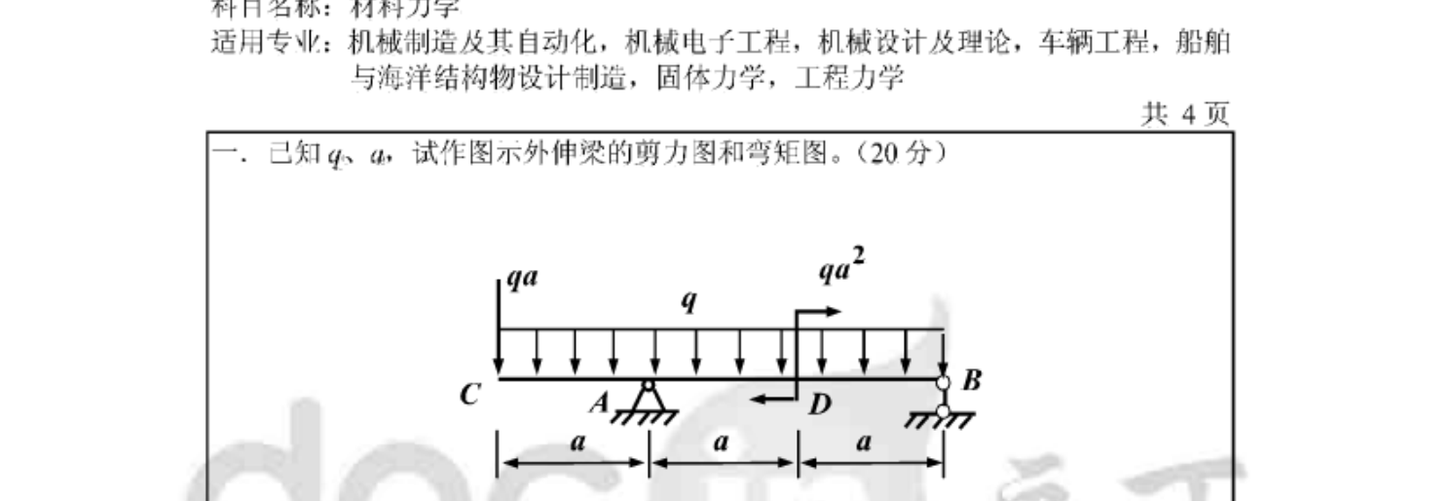 科目名称：材料力学
适用专业：机械制造及其自动化，机械电子工程，机械设计及理论，车辆工程，船舶
与海洋结构物设计制造，固体力学，工程力学
共 4 页
一．已知 q、a，试作图示外伸梁的剪力图和弯矩图。（20 分）
qa²
qa
q
C A D B
a a a
doc in 豆丁